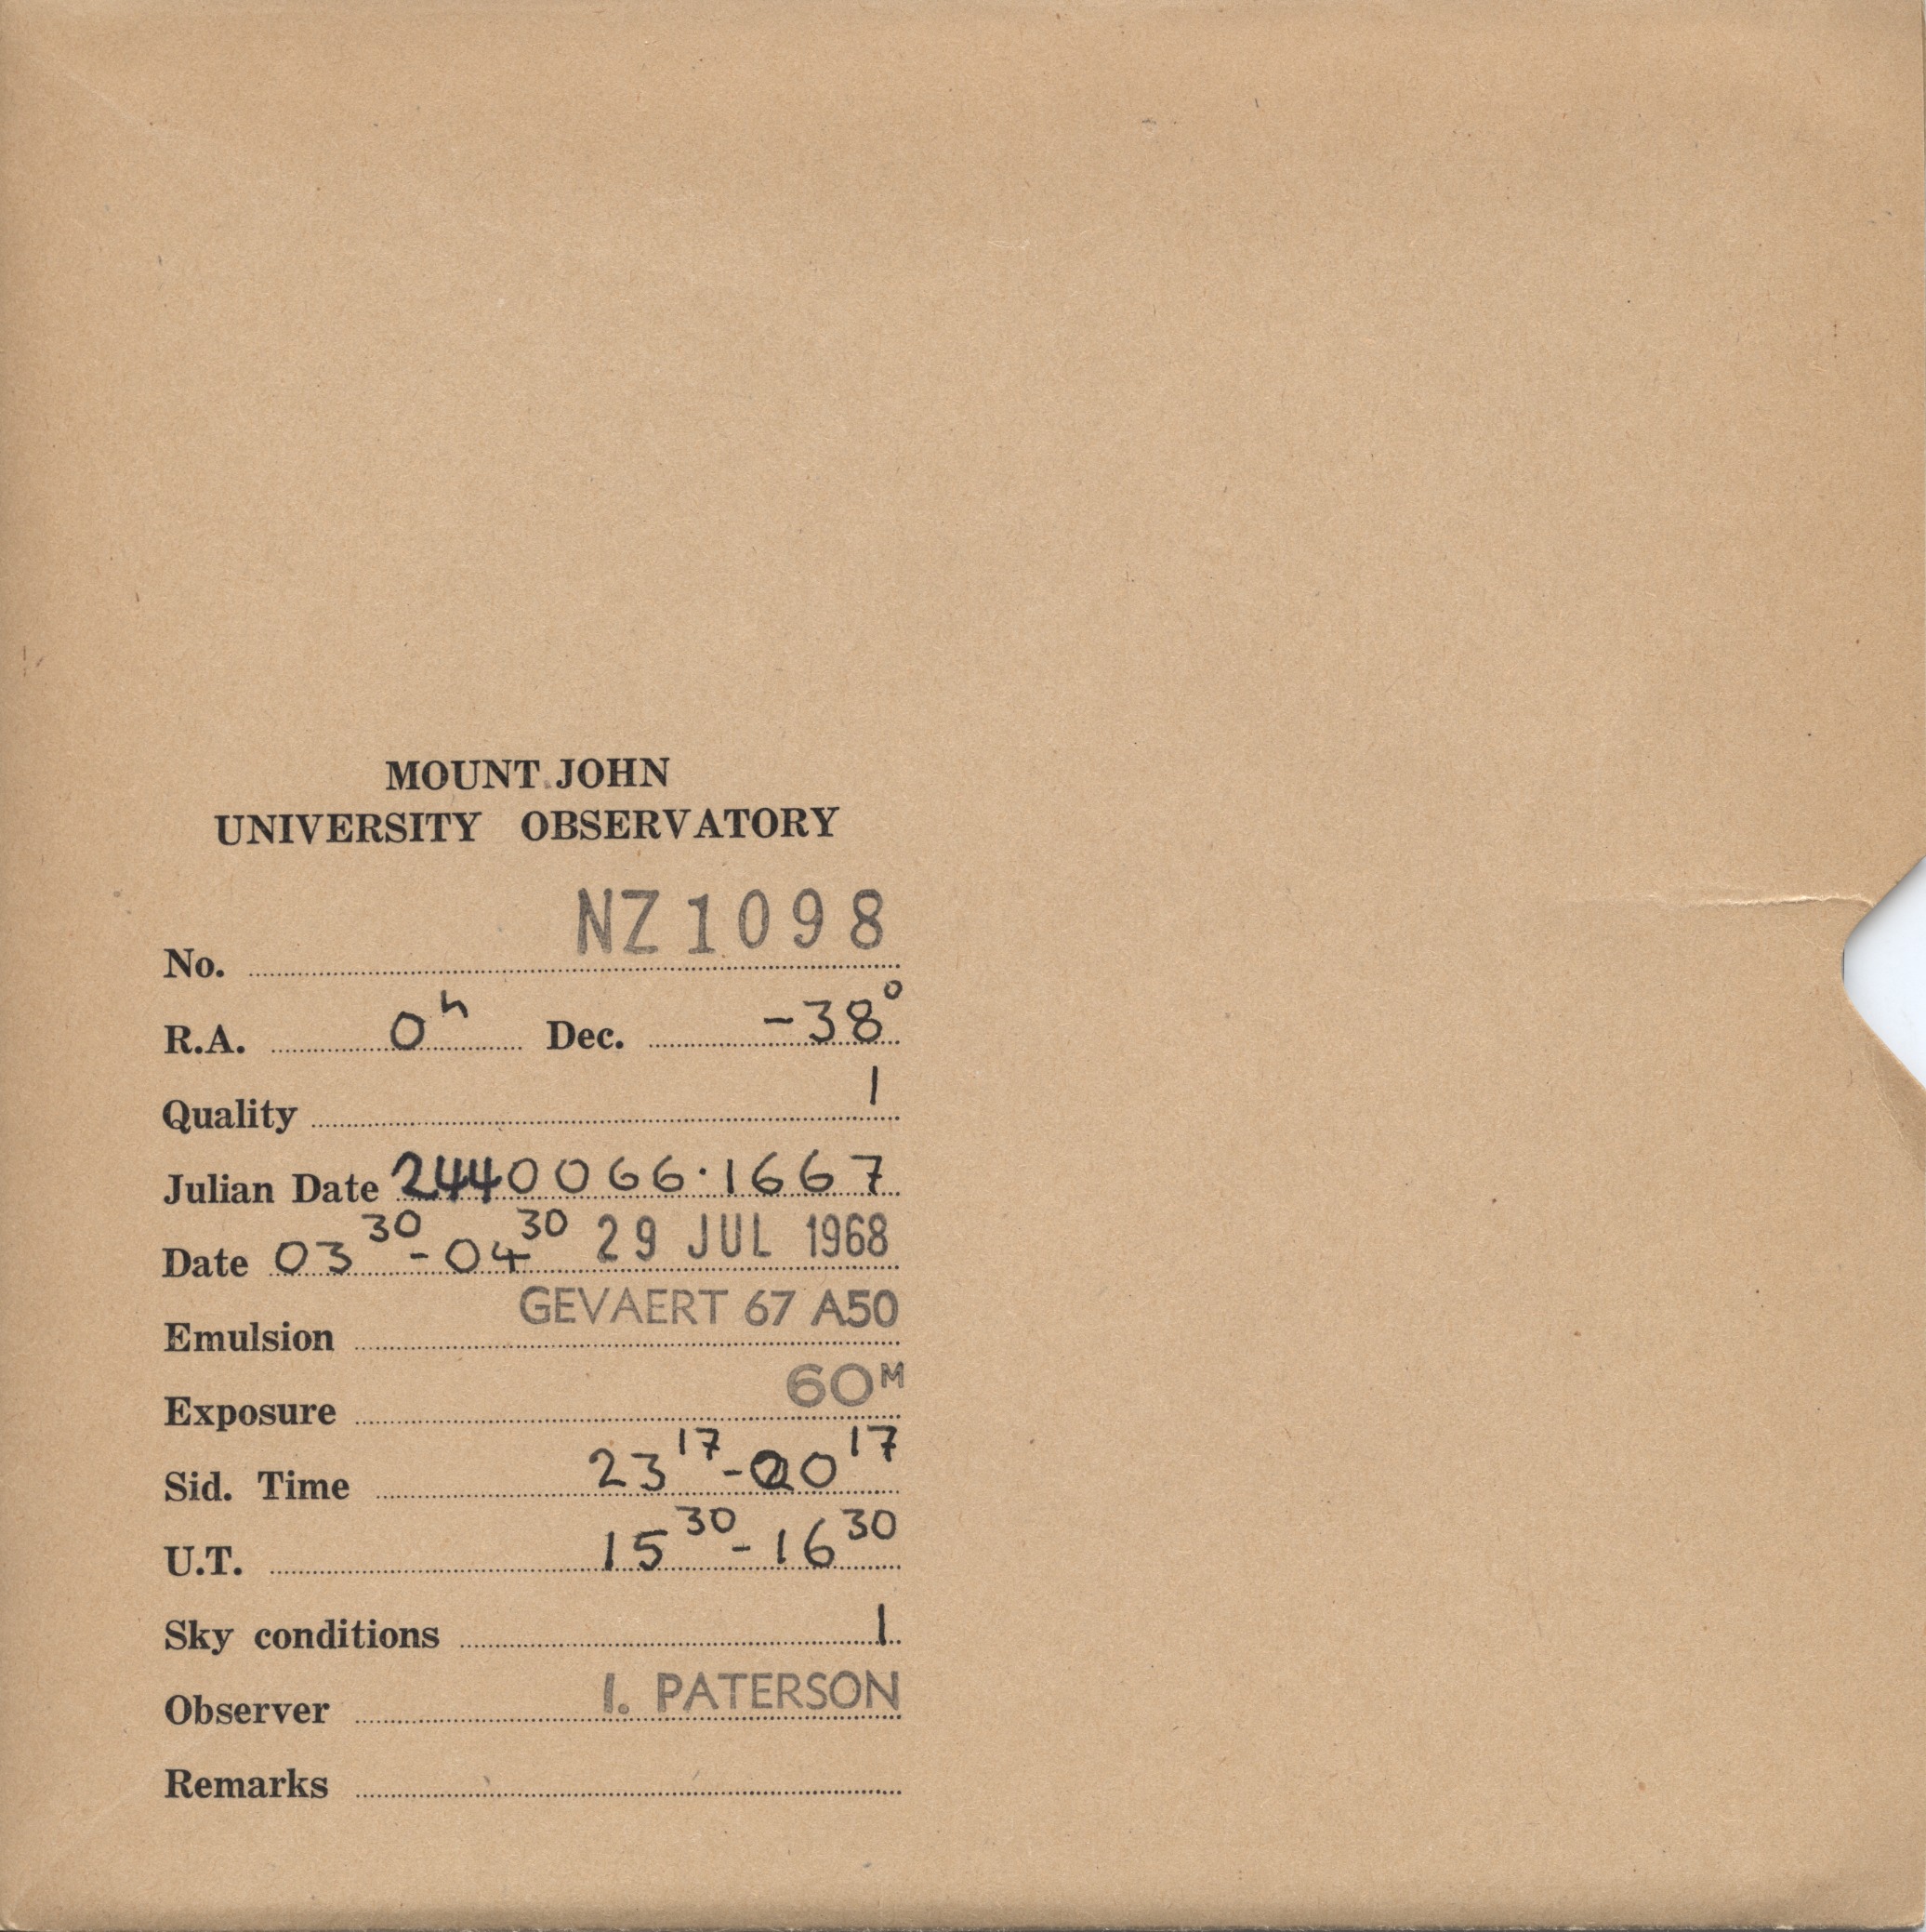 MOUNT JOHN
UNIVERSITY OBSERVATORY
No. NZ1098
R.A. 0h Dec. -38°
Quality 1
Julian Date 2440066.1667
Date 03 30 - 04 30 29 JUL 1968
Emulsion GEVAERT 67 A50
Exposure 60M
Sid. Time 23 17 - 00 17
U.T. 15 30 - 16 30
Sky conditions 1
Observer I. PATERSON
Remarks